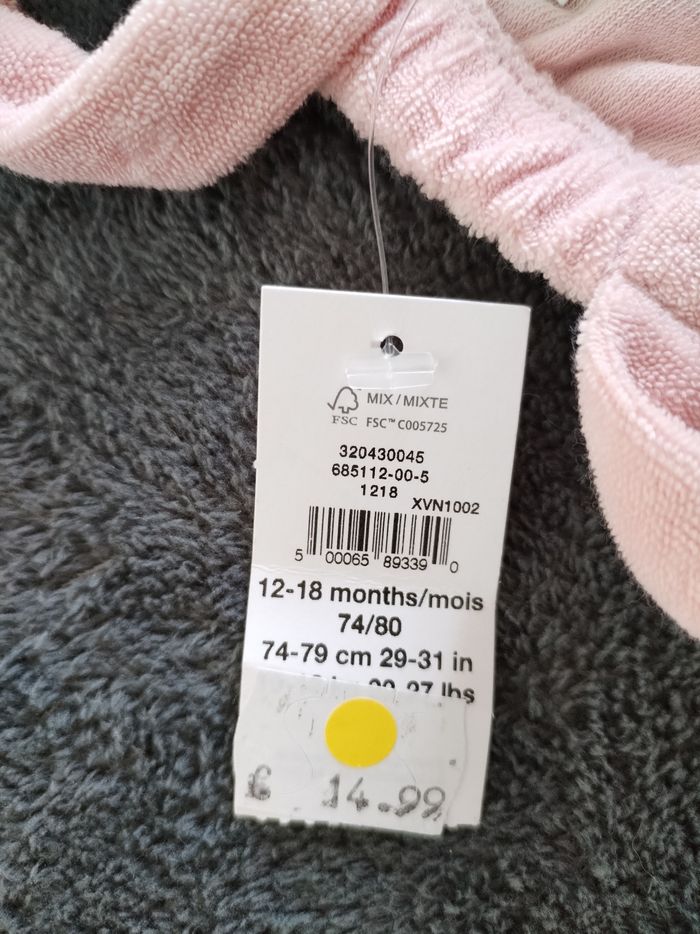 MIX / MIXTE
FSC FSC™ C005725
320430045
685112-00-5
1218
XVN1002
5 00065 89339 0
12-18 months/mois
74/80
74-79 cm 29-31 in
lbs
£ 14.99